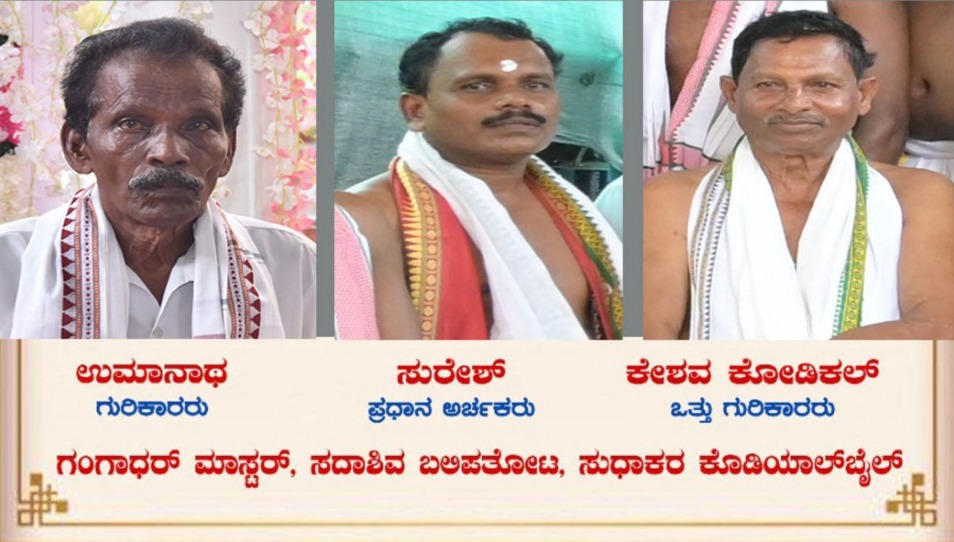 ಉಮಾನಾಥ ಸುರೇಶ್ ಕೇಶವ ಕೋಡಿಕಲ್
ಗುರಿಕಾರರು ಪ್ರಧಾನ ಅರ್ಚಕರು ಒತ್ತು ಗುರಿಕಾರರು
ಗಂಗಾಧರ್ ಮಾಸ್ಟರ್, ಸದಾಶಿವ ಬಲಿಪತೋಟ, ಸುಧಾಕರ ಕೊಡಿಯಾಲ್‌ಬೈಲ್